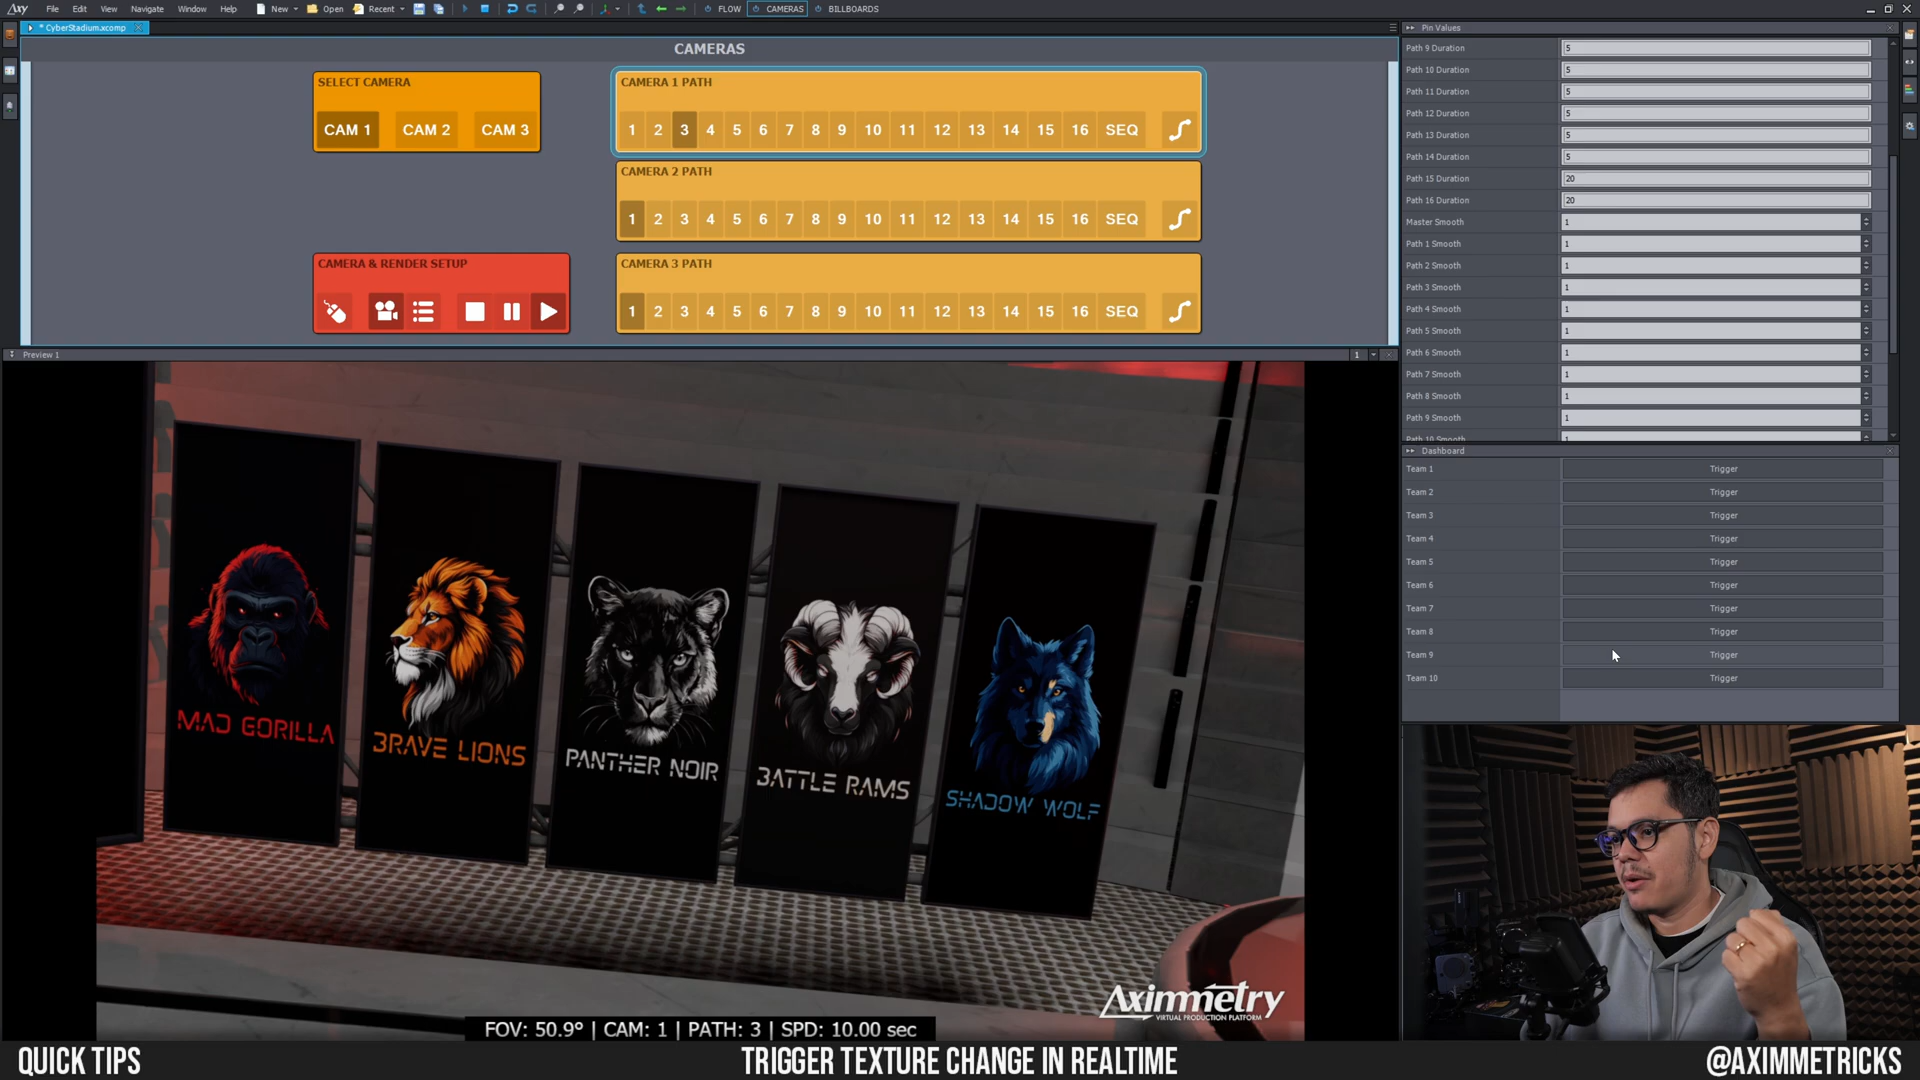 Axy File Edit View Navigate Window Help New Open Recent FLOW CAMERAS BILLBOARDS
* CyberStadium.xcomp
CAMERAS
SELECT CAMERA
CAM 1 CAM 2 CAM 3
CAMERA 1 PATH
1 2 3 4 5 6 7 8 9 10 11 12 13 14 15 16 SEQ
CAMERA 2 PATH
1 2 3 4 5 6 7 8 9 10 11 12 13 14 15 16 SEQ
CAMERA & RENDER SETUP
CAMERA 3 PATH
1 2 3 4 5 6 7 8 9 10 11 12 13 14 15 16 SEQ
Preview 1
1
MAD GORILLA
BRAVE LIONS
PANTHER NOIR
BATTLE RAMS
SHADOW WOLF
Aximmetry
VIRTUAL PRODUCTION PLATFORM
FOV: 50.9° | CAM: 1 | PATH: 3 | SPD: 10.00 sec
Pin Values
Path 9 Duration 5
Path 10 Duration 5
Path 11 Duration 5
Path 12 Duration 5
Path 13 Duration 5
Path 14 Duration 5
Path 15 Duration 20
Path 16 Duration 20
Master Smooth 1
Path 1 Smooth 1
Path 2 Smooth 1
Path 3 Smooth 1
Path 4 Smooth 1
Path 5 Smooth 1
Path 6 Smooth 1
Path 7 Smooth 1
Path 8 Smooth 1
Path 9 Smooth 1
Path 10 Smooth 1
Dashboard
Team 1 Trigger
Team 2 Trigger
Team 3 Trigger
Team 4 Trigger
Team 5 Trigger
Team 6 Trigger
Team 7 Trigger
Team 8 Trigger
Team 9 Trigger
Team 10 Trigger
QUICK TIPS
TRIGGER TEXTURE CHANGE IN REALTIME
@AXIMMETRICKS